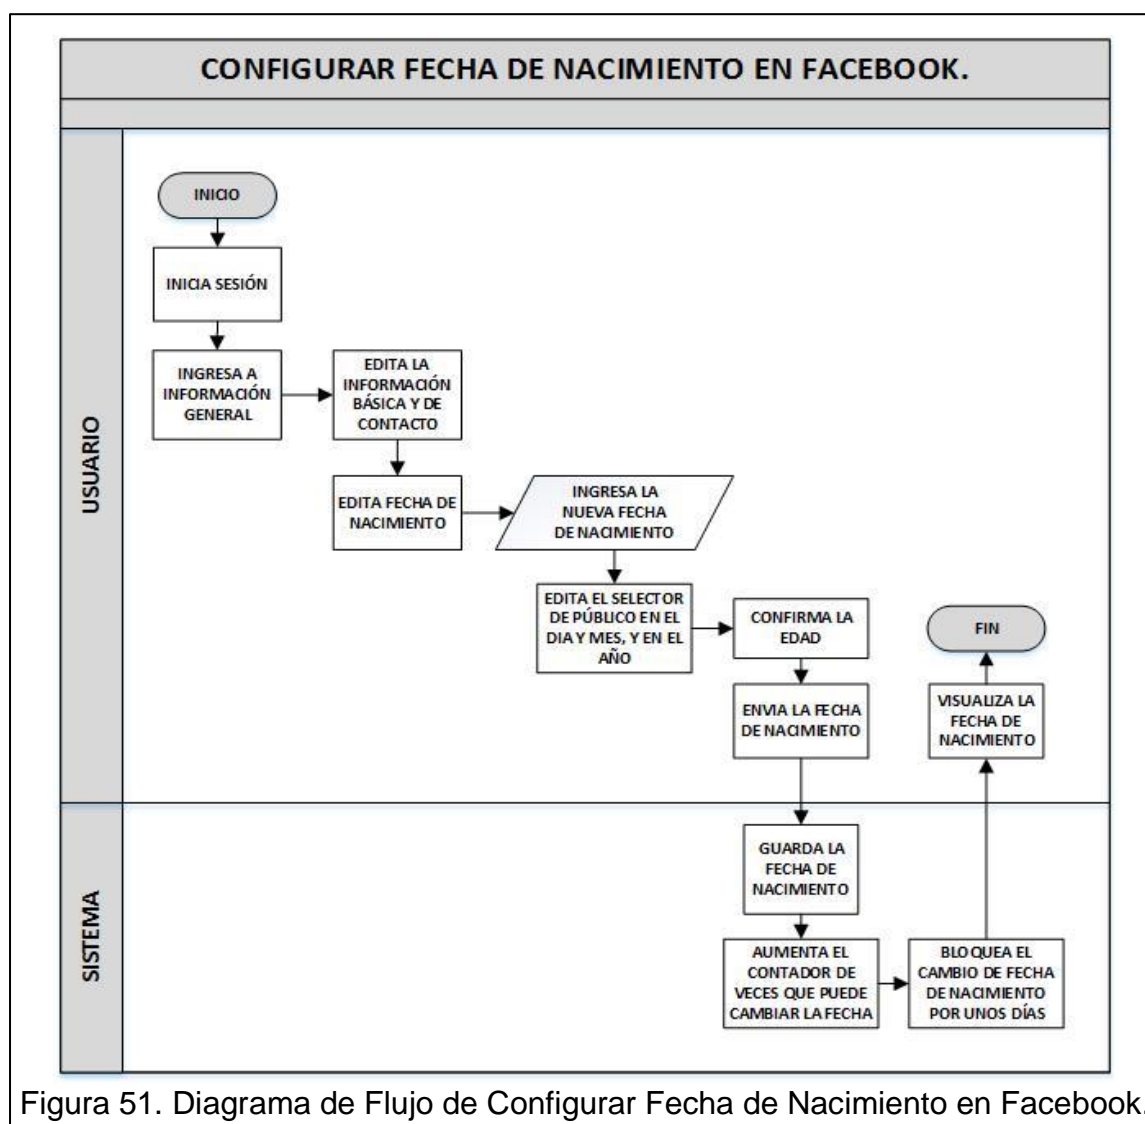 CONFIGURAR FECHA DE NACIMIENTO EN FACEBOOK.
USUARIO
INICIO
INICIA SESIÓN
INGRESA A
INFORMACIÓN
GENERAL
EDITA LA
INFORMACIÓN
BÁSICA Y DE
CONTACTO
EDITA FECHA DE
NACIMIENTO
INGRESA LA
NUEVA FECHA
DE NACIMIENTO
EDITA EL SELECTOR
DE PÚBLICO EN EL
DIA Y MES, Y EN EL
AÑO
CONFIRMA LA
EDAD
ENVIA LA FECHA
DE NACIMIENTO
SISTEMA
GUARDA LA
FECHA DE
NACIMIENTO
AUMENTA EL
CONTADOR DE
VECES QUE PUEDE
CAMBIAR LA FECHA
BLOQUEA EL
CAMBIO DE FECHA
DE NACIMIENTO
POR UNOS DÍAS
VISUALIZA LA
FECHA DE
NACIMIENTO
FIN
Figura 51. Diagrama de Flujo de Configurar Fecha de Nacimiento en Facebook.